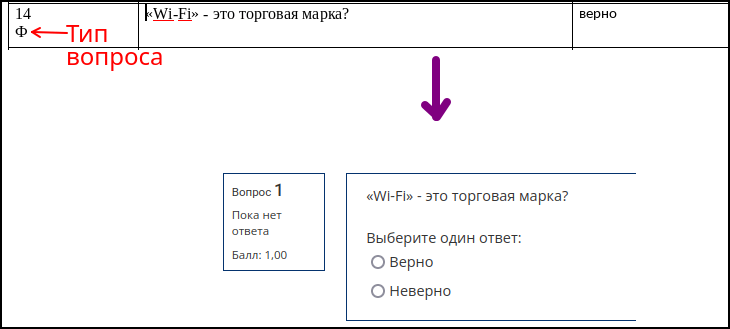 14
«Wi-Fi» - это торговая марка?
верно
Ф
Тип
вопроса
Вопрос 1
Пока нет
ответа
Балл: 1,00
«Wi-Fi» - это торговая марка?
Выберите один ответ:
Верно
Неверно